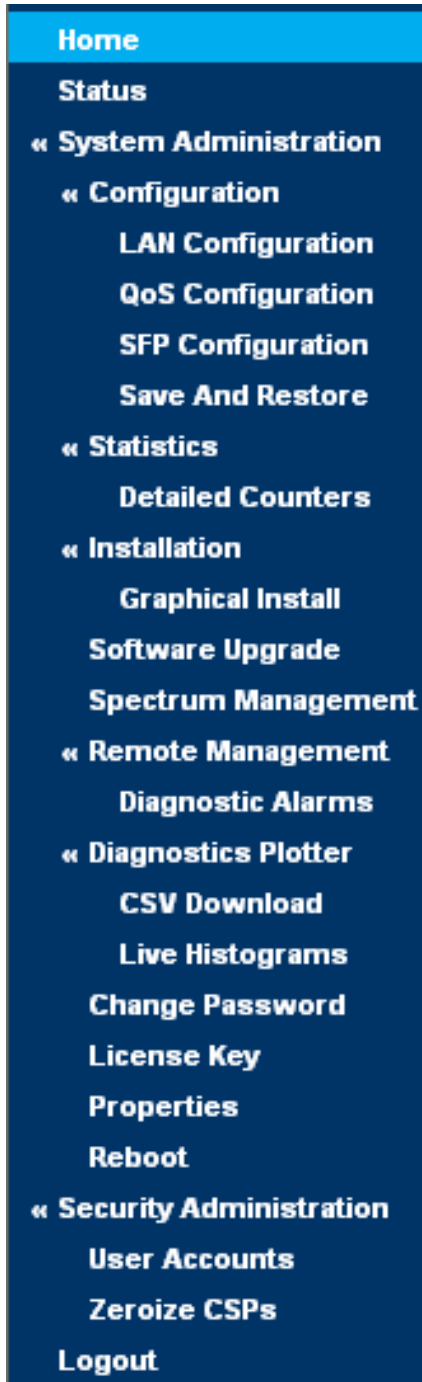 Home
Status
« System Administration
« Configuration
LAN Configuration
QoS Configuration
SFP Configuration
Save And Restore
« Statistics
Detailed Counters
« Installation
Graphical Install
Software Upgrade
Spectrum Management
« Remote Management
Diagnostic Alarms
« Diagnostics Plotter
CSV Download
Live Histograms
Change Password
License Key
Properties
Reboot
« Security Administration
User Accounts
Zeroize CSPs
Logout